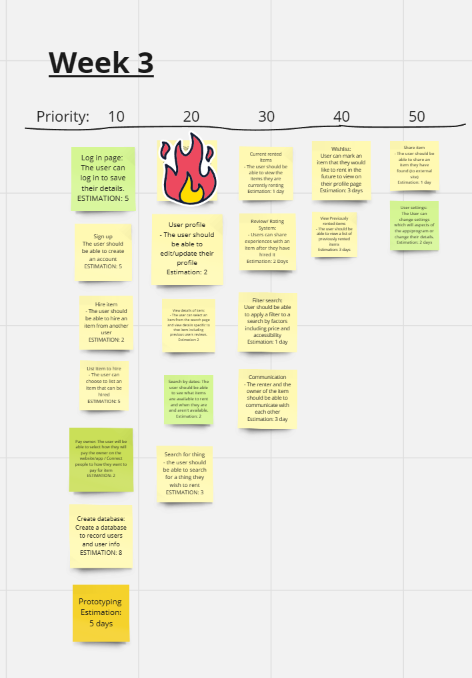 Week 3
Priority: 10 20 30 40 50
Log in page:
The user can
log in to save
their details.
ESTIMATION: 5
Sign up
The user should
be able to create
an account
ESTIMATION: 5
Hire item
- The user should
be able to hire an
item from another
user
ESTIMATION: 2
List item to hire
- The user can
choose to list an
item that can be
hired
ESTIMATION: 5
Pay owner: The user will be
able to select how they will
pay the owner on the
website/app / Connect
people to how they want to
pay for item
ESTIMATION: 2
Create database:
Create a database
to record users
and user info
ESTIMATION: 8
Prototyping
Estimation:
5 days
User profile
- The user should
be able to
edit/update their
profile
Estimation: 2
View details of item:
- The user can select an
item from the search page
and view details specific to
that item including
previous users reviews.
Estimation: 2
Search by dates: The
user should be able
to see what items
are available to rent
and when they are
and aren't available.
Estimation: 2
Search for thing
- the user should
be able to search
for a thing they
wish to rent
ESTIMATION: 3
Current rented
items
- The user should be
able to view the
items they are
currently renting
Estimation: 1 day
Review/ Rating
System:
- Users can share
experiences with an
item after they have
hired it
Estimation: 2 Days
Filter search:
User should be able
to apply a filter to a
search by factors
including price and
accessibility
Estimation: 1 day
Communication
- The renter and the
owner of the item
should be able to
communicate with
each other
Estimation: 3 day
Wishlist:
User can mark an
item that they would
like to rent in the
future to view on
their profile page
Estimation: 3 days
View Previously
rented items
- The user should be
able to view a list of
previously rented
items
Estimation: 3 days
Share item
- The user should be
able to share an
item they have
found (to external
site)
Estimation: 1 day
User settings:
The User can
change settings
which will aspects of
the app/program or
change their details.
Estimation: 2 days